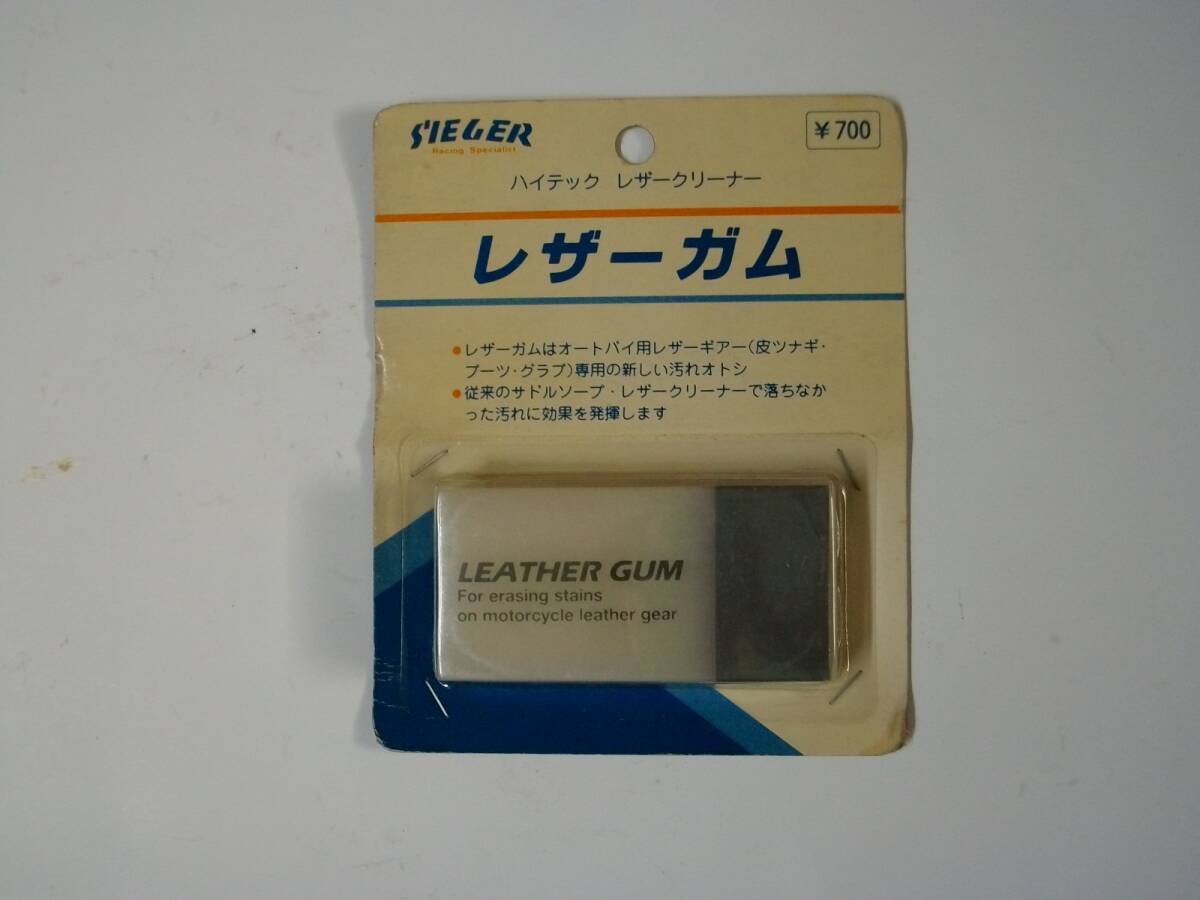 SIEGER
Racing Specialist
¥700
ハイテック レザークリーナー
レザーガム
●レザーガムはオートバイ用レザーギアー(皮ツナギ・
ブーツ・グラブ)専用の新しい汚れオトシ
●従来のサドルソープ・レザークリーナーで落ちなか
った汚れに効果を発揮します
LEATHER GUM
For erasing stains
on motorcycle leather gear